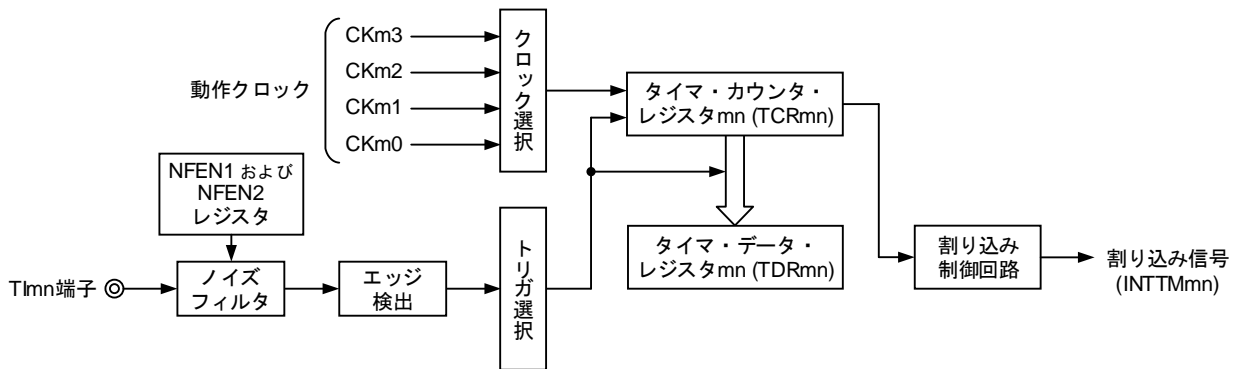 動作クロック
CKm3
CKm2
CKm1
CKm0
クロック選択
タイマ・カウンタ・
レジスタmn (TCRmn)
NFEN1 および
NFEN2
レジスタ
TImn端子
ノイズ
フィルタ
エッジ
検出
トリガ選択
タイマ・データ・
レジスタmn (TDRmn)
割り込み
制御回路
割り込み信号
(INTTMmn)